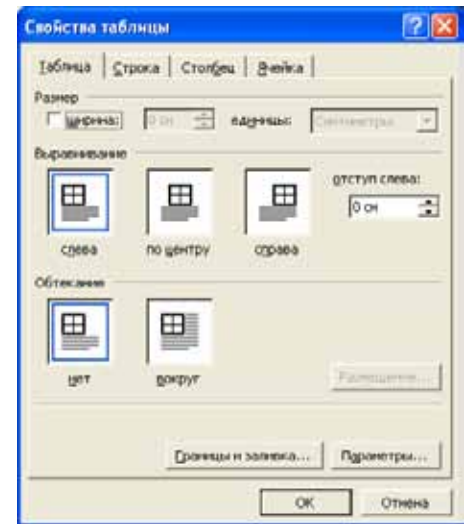 Свойства таблицы
Таблица Строка Столбец Ячейка
Размер
ширина: 0 см единицы: Сантиметры
Выравнивание
отступ слева:
0 см
слева по центру справа
Обтекание
нет вокруг
Размещение...
Границы и заливка... Параметры...
ОК Отмена